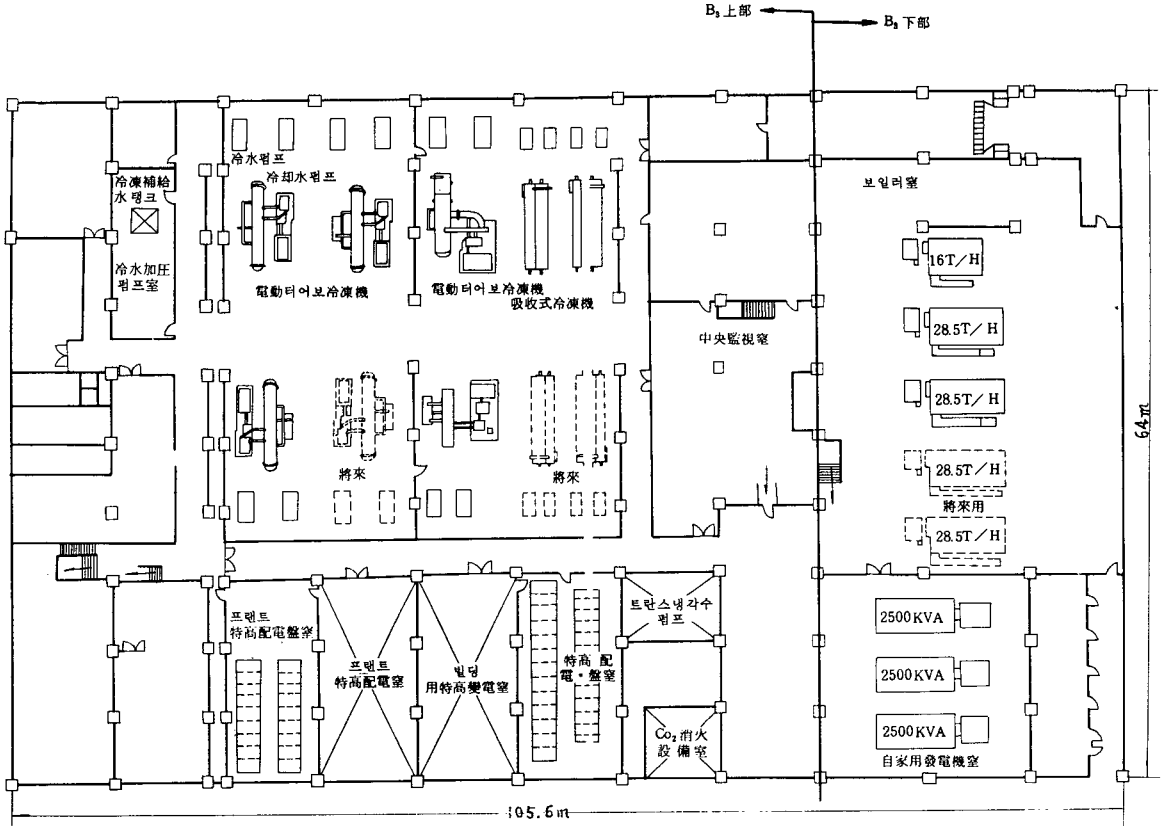 B₃ 上部
B₂ 下部
冷水펌프
冷却水펌프
冷凍補給
水탱크
冷水加圧
펌프室
電動터어보冷凍機
電動터어보冷凍機
吸收式冷凍機
中央監視室
보일러室
16T/H
28.5T/H
28.5T/H
28.5T/H
將來用
28.5T/H
將來
將來
64m
프랜트
特高配電盤室
프랜트
特高配電室
빌딩
用特高變電室
特高 配
電·盤室
트란스냉각수
펌프
Co₂消火
設備室
2500KVA
2500KVA
2500KVA
自家用發電機室
105.6m